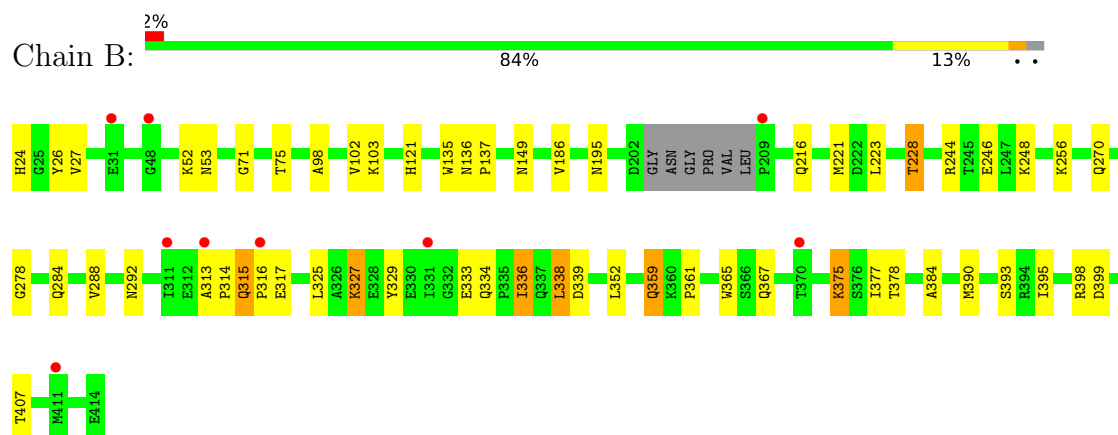 2%
Chain B:
84% 13% • •
H24 G25 Y26 V27 E31 G48 K52 N53 G71 T75 A98 V102 K103 H121 W135 N136 P137 N149 V186 N195 D202 GLY ASN GLY PRO VAL LEU P209 Q216 M221 D222 L223 T228 R244 T245 E246 L247 K248 K256 Q270
G278 Q284 V288 N292 I311 E312 A313 P314 Q315 P316 E317 L325 A326 K327 E328 Y329 E330 I331 G332 E333 Q334 P335 I336 Q337 L338 D339 L352 Q359 K360 P361 W365 S366 Q367 T370 K375 S376 I377 T378 A384 M390 S393 R394 I395 R398 D399
T407 M411 E414